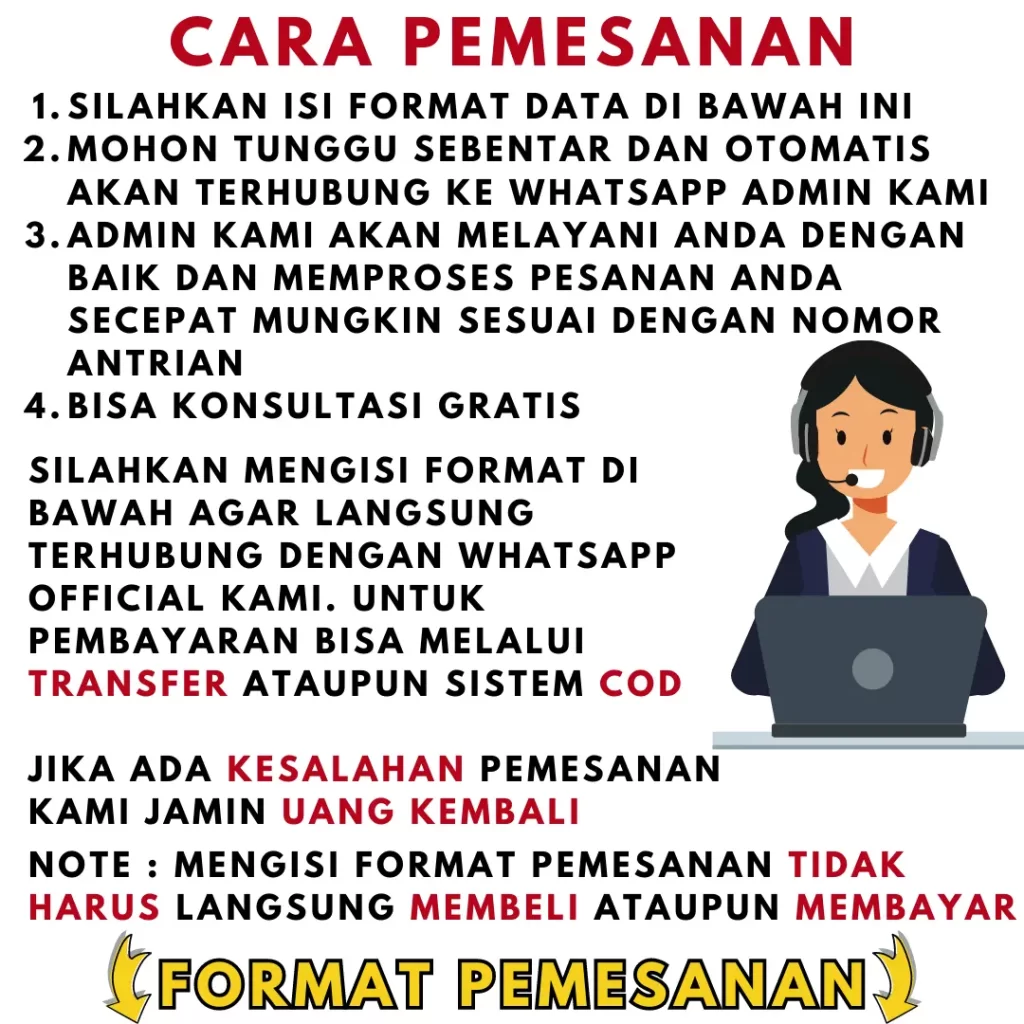 CARA PEMESANAN
1. SILAHKAN ISI FORMAT DATA DI BAWAH INI
2. MOHON TUNGGU SEBENTAR DAN OTOMATIS
AKAN TERHUBUNG KE WHATSAPP ADMIN KAMI
3. ADMIN KAMI AKAN MELAYANI ANDA DENGAN
BAIK DAN MEMPROSES PESANAN ANDA
SECEPAT MUNGKIN SESUAI DENGAN NOMOR
ANTRIAN
4. BISA KONSULTASI GRATIS
SILAHKAN MENGISI FORMAT DI
BAWAH AGAR LANGSUNG
TERHUBUNG DENGAN WHATSAPP
OFFICIAL KAMI. UNTUK
PEMBAYARAN BISA MELALUI
TRANSFER ATAUPUN SISTEM COD
JIKA ADA KESALAHAN PEMESANAN
KAMI JAMIN UANG KEMBALI
NOTE : MENGISI FORMAT PEMESANAN TIDAK
HARUS LANGSUNG MEMBELI ATAUPUN MEMBAYAR
FORMAT PEMESANAN